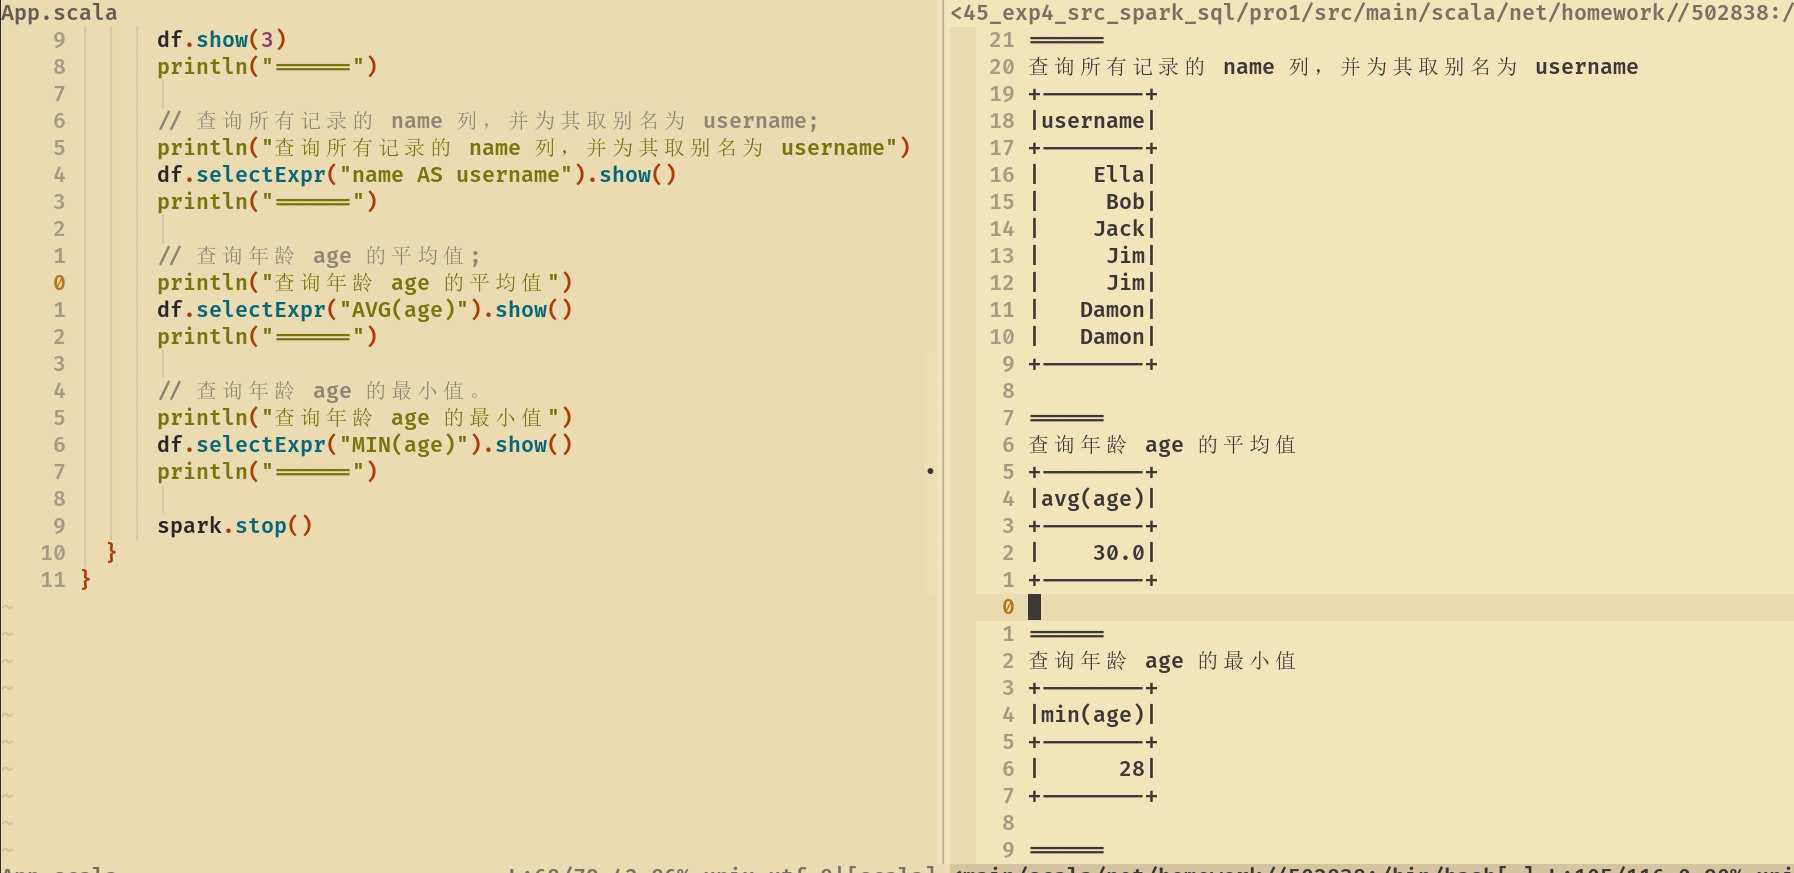 App.scala
9 df.show(3)
8 println("======")
7
6 // 查询所有记录的 name 列，并为其取别名为 username;
5 println("查询所有记录的 name 列，并为其取别名为 username")
4 df.selectExpr("name AS username").show()
3 println("======")
2
1 // 查询年龄 age 的平均值;
0 println("查询年龄 age 的平均值")
1 df.selectExpr("AVG(age)").show()
2 println("======")
3
4 // 查询年龄 age 的最小值。
5 println("查询年龄 age 的最小值")
6 df.selectExpr("MIN(age)").show()
7 println("======")
8
9 spark.stop()
10 }
11 }
~
~
~
~
~
~
~
~
~
~
<45_exp4_src_spark_sql/pro1/src/main/scala/net/homework//502838:/
21 ======
20 查询所有记录的 name 列，并为其取别名为 username
19 +--------+
18 |username|
17 +--------+
16 |    Ella|
15 |     Bob|
14 |    Jack|
13 |     Jim|
12 |     Jim|
11 |   Damon|
10 |   Damon|
9 +--------+
8
7 ======
6 查询年龄 age 的平均值
5 +--------+
4 |avg(age)|
3 +--------+
2 |    30.0|
1 +--------+
0
1 ======
2 查询年龄 age 的最小值
3 +--------+
4 |min(age)|
5 +--------+
6 |      28|
7 +--------+
8
9 ======